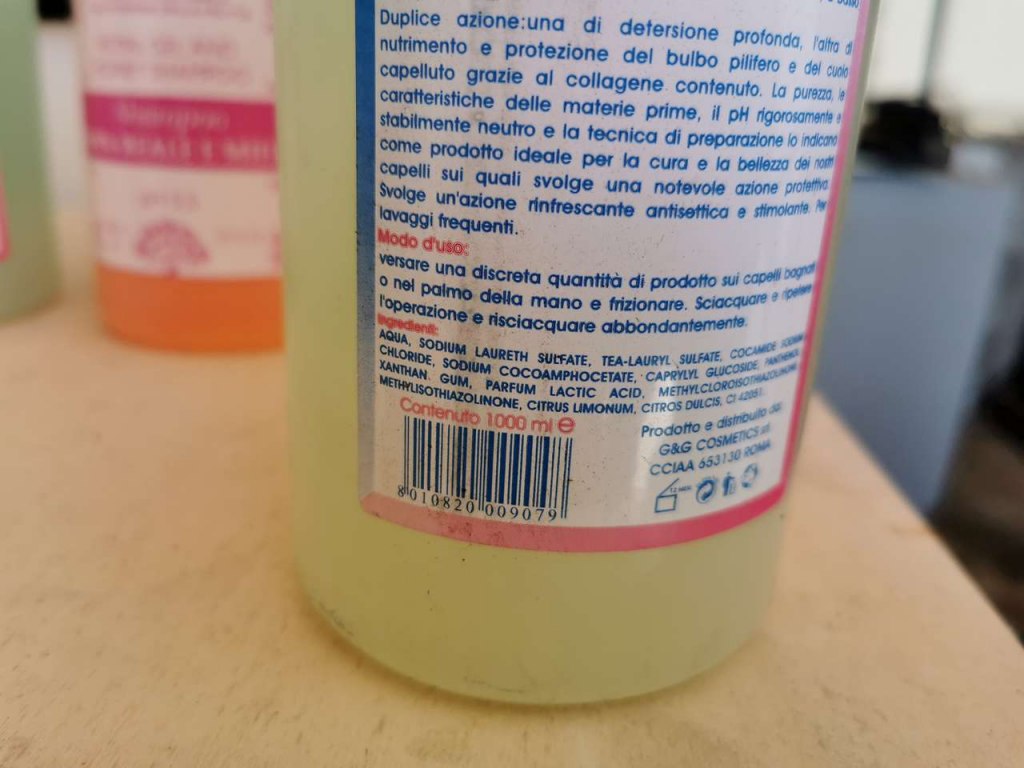 Duplice azione:una di detersione profonda, l'altra di
nutrimento e protezione del bulbo pilifero e del cuoio
capelluto grazie al collagene contenuto. La purezza, le
caratteristiche delle materie prime, il pH rigorosamente e
stabilmente neutro e la tecnica di preparazione lo indicano
come prodotto ideale per la cura e la bellezza dei nostri
capelli sui quali svolge una notevole azione protettiva.
Svolge un'azione rinfrescante antisettica e stimolante. Per
lavaggi frequenti.
Modo d'uso:
versare una discreta quantità di prodotto sui capelli bagnati
o nel palmo della mano e frizionare. Sciacquare e ripetere
l'operazione e risciacquare abbondantemente.
Ingredienti:
AQUA, SODIUM LAURETH SULFATE, TEA-LAURYL SULFATE, COCAMIDE SODIUM
CHLORIDE, SODIUM COCOAMPHOCETATE, CAPRYLYL GLUCOSIDE, PANTHENOL
XANTHAN GUM, PARFUM LACTIC ACID, METHYLCLOROISOTHIAZOLINONE,
METHYLISOTHIAZOLINONE, CITRUS LIMONUM, CITROS DULCIS, CI 42051.
Contenuto 1000 ml e
Prodotto e distribuito da:
G&G COSMETICS
CCIAA 653130 ROMA
8 010820 009079